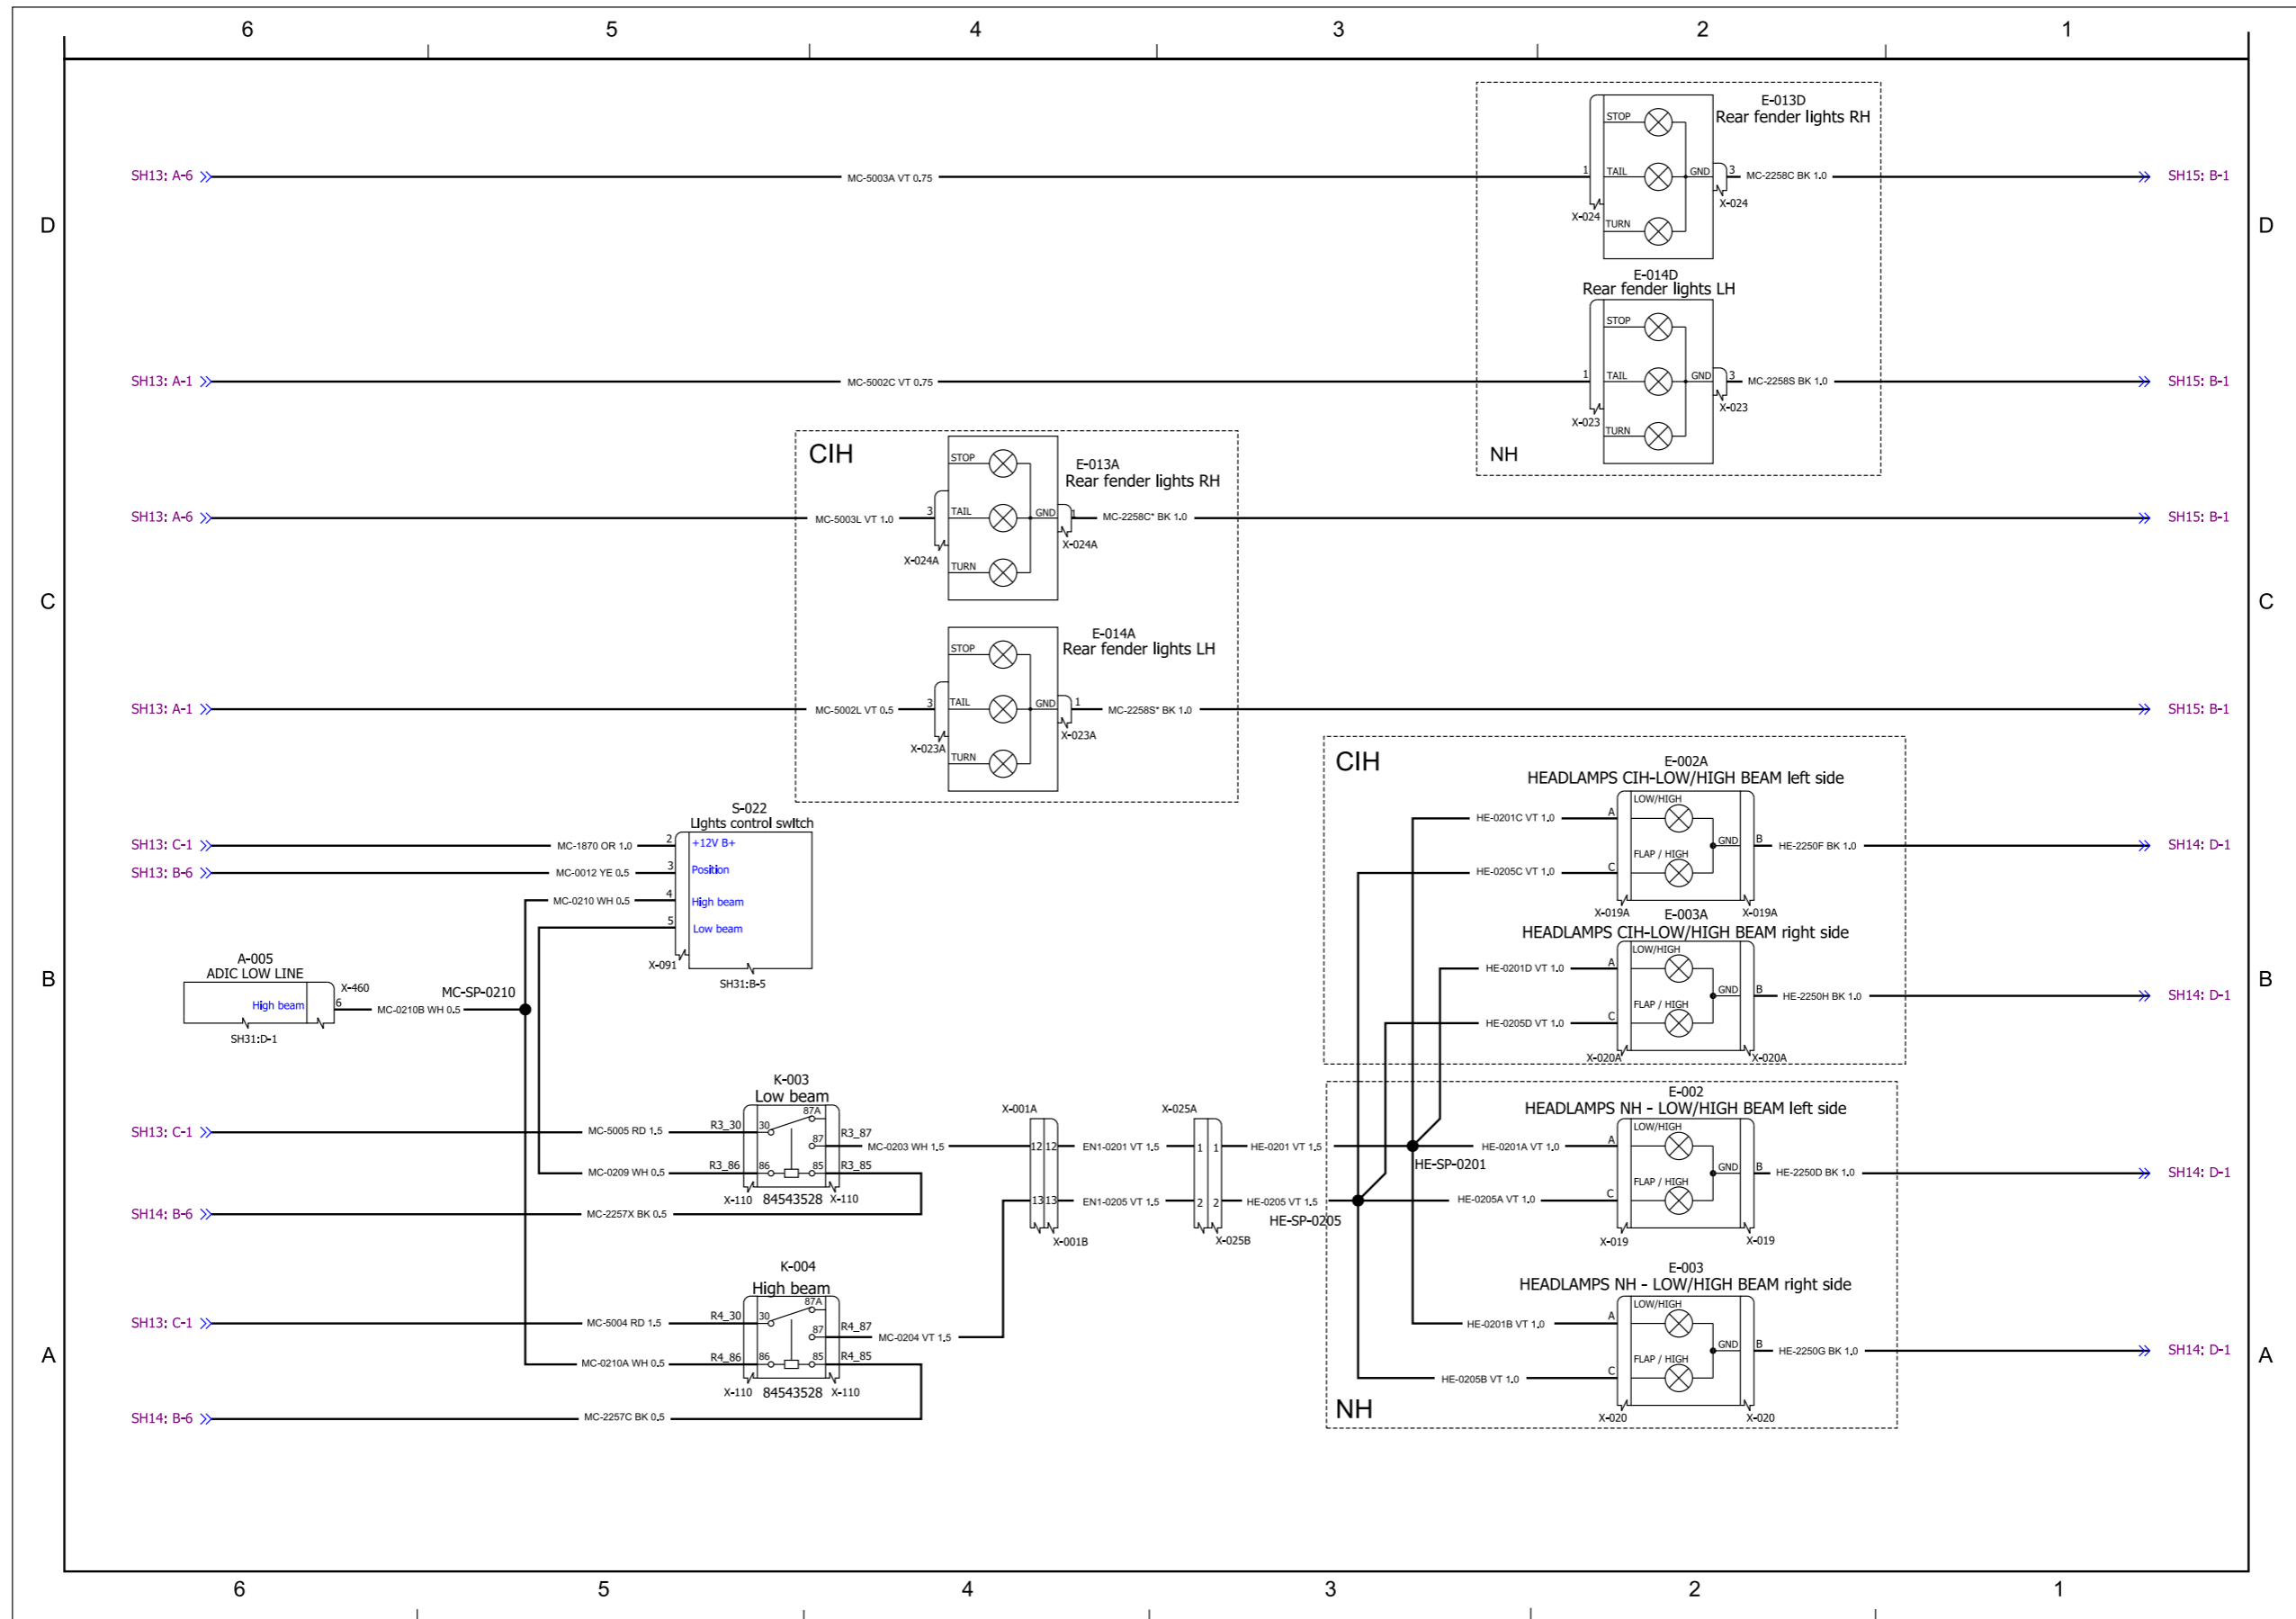 6 5 4 3 2 1
E-013D
Rear fender lights RH
STOP
SH13: A-6 MC-5003A VT 0.75 1 TAIL GND 3 MC-2258C BK 1.0 SH15: B-1
X-024 X-024
TURN
D D
E-014D
Rear fender lights LH
STOP
SH13: A-1 MC-5002C VT 0.75 1 TAIL GND 3 MC-2258S BK 1.0 SH15: B-1
X-023 X-023
TURN
NH
CIH
STOP
E-013A
Rear fender lights RH
SH13: A-6 MC-5003L VT 1.0 3 TAIL GND 1 MC-2258C* BK 1.0 SH15: B-1
X-024A X-024A
TURN
C C
E-014A
Rear fender lights LH
STOP
SH13: A-1 MC-5002L VT 0.5 3 TAIL GND 1 MC-2258S* BK 1.0 SH15: B-1
X-023A X-023A
TURN
CIH
E-002A
HEADLAMPS CIH-LOW/HIGH BEAM left side
LOW/HIGH
HE-0201C VT 1.0 A
GND B HE-2250F BK 1.0 SH14: D-1
FLAP / HIGH
HE-0205C VT 1.0 C
X-019A X-019A
E-003A
HEADLAMPS CIH-LOW/HIGH BEAM right side
LOW/HIGH
HE-0201D VT 1.0 A
GND B HE-2250H BK 1.0 SH14: D-1
FLAP / HIGH
HE-0205D VT 1.0 C
X-020A X-020A
S-022
Lights control switch
SH13: C-1 MC-1870 OR 1.0 2 +12V B+
SH13: B-6 MC-0012 YE 0.5 3 Position
MC-0210 WH 0.5 4 High beam
5 Low beam
X-091
SH31:B-5
A-005
ADIC LOW LINE
X-460
High beam 6 MC-0210B WH 0.5 MC-SP-0210
SH31:D-1
B B
K-003
Low beam
87A
SH13: C-1 MC-5005 RD 1.5 R3_30 30
87 R3_87 MC-0203 WH 1.5
MC-0209 WH 0.5 R3_86 86 85 R3_85
X-110 84543528 X-110
SH14: B-6 MC-2257X BK 0.5
X-001A X-025A
12 12 EN1-0201 VT 1.5 1 1 HE-0201 VT 1.5 HE-SP-0201
13 13 EN1-0205 VT 1.5 2 2 HE-0205 VT 1.5 HE-SP-0205
X-001B X-025B
E-002
HEADLAMPS NH - LOW/HIGH BEAM left side
LOW/HIGH
HE-0201A VT 1.0 A
GND B HE-2250D BK 1.0 SH14: D-1
FLAP / HIGH
HE-0205A VT 1.0 C
X-019 X-019
K-004
High beam
87A
SH13: C-1 MC-5004 RD 1.5 R4_30 30
87 R4_87 MC-0204 VT 1.5
MC-0210A WH 0.5 R4_86 86 85 R4_85
X-110 84543528 X-110
SH14: B-6 MC-2257C BK 0.5
E-003
HEADLAMPS NH - LOW/HIGH BEAM right side
LOW/HIGH
HE-0201B VT 1.0 A
GND B HE-2250G BK 1.0 SH14: D-1
FLAP / HIGH
HE-0205B VT 1.0 C
X-020 X-020
NH
A A
6 5 4 3 2 1